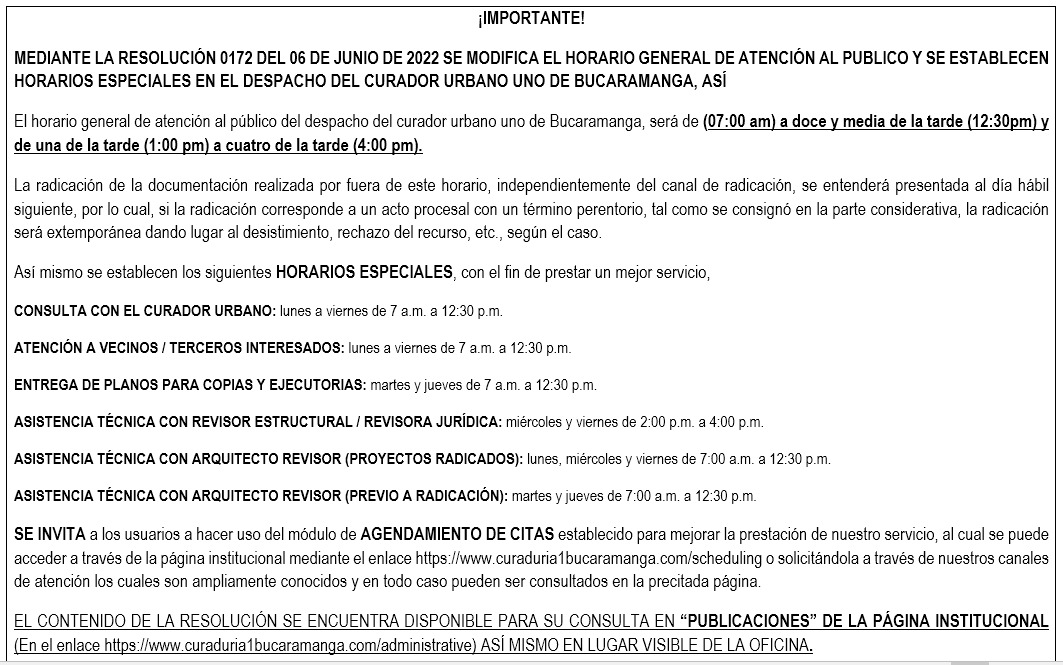 ¡IMPORTANTE!
MEDIANTE LA RESOLUCIÓN 0172 DEL 06 DE JUNIO DE 2022 SE MODIFICA EL HORARIO GENERAL DE ATENCIÓN AL PUBLICO Y SE ESTABLECEN
HORARIOS ESPECIALES EN EL DESPACHO DEL CURADOR URBANO UNO DE BUCARAMANGA, ASÍ
El horario general de atención al público del despacho del curador urbano uno de Bucaramanga, será de (07:00 am) a doce y media de la tarde (12:30pm) y
de una de la tarde (1:00 pm) a cuatro de la tarde (4:00 pm).
La radicación de la documentación realizada por fuera de este horario, independientemente del canal de radicación, se entenderá presentada al día hábil
siguiente, por lo cual, si la radicación corresponde a un acto procesal con un término perentorio, tal como se consignó en la parte considerativa, la radicación
será extemporánea dando lugar al desistimiento, rechazo del recurso, etc., según el caso.
Así mismo se establecen los siguientes HORARIOS ESPECIALES, con el fin de prestar un mejor servicio,
CONSULTA CON EL CURADOR URBANO: lunes a viernes de 7 a.m. a 12:30 p.m.
ATENCIÓN A VECINOS / TERCEROS INTERESADOS: lunes a viernes de 7 a.m. a 12:30 p.m.
ENTREGA DE PLANOS PARA COPIAS Y EJECUTORIAS: martes y jueves de 7 a.m. a 12:30 p.m.
ASISTENCIA TÉCNICA CON REVISOR ESTRUCTURAL / REVISORA JURÍDICA: miércoles y viernes de 2:00 p.m. a 4:00 p.m.
ASISTENCIA TÉCNICA CON ARQUITECTO REVISOR (PROYECTOS RADICADOS): lunes, miércoles y viernes de 7:00 a.m. a 12:30 p.m.
ASISTENCIA TÉCNICA CON ARQUITECTO REVISOR (PREVIO A RADICACIÓN): martes y jueves de 7:00 a.m. a 12:30 p.m.
SE INVITA a los usuarios a hacer uso del módulo de AGENDAMIENTO DE CITAS establecido para mejorar la prestación de nuestro servicio, al cual se puede
acceder a través de la página institucional mediante el enlace https://www.curaduria1bucaramanga.com/scheduling o solicitándola a través de nuestros canales
de atención los cuales son ampliamente conocidos y en todo caso pueden ser consultados en la precitada página.
EL CONTENIDO DE LA RESOLUCIÓN SE ENCUENTRA DISPONIBLE PARA SU CONSULTA EN “PUBLICACIONES” DE LA PÁGINA INSTITUCIONAL
(En el enlace https://www.curaduria1bucaramanga.com/administrative) ASÍ MISMO EN LUGAR VISIBLE DE LA OFICINA.